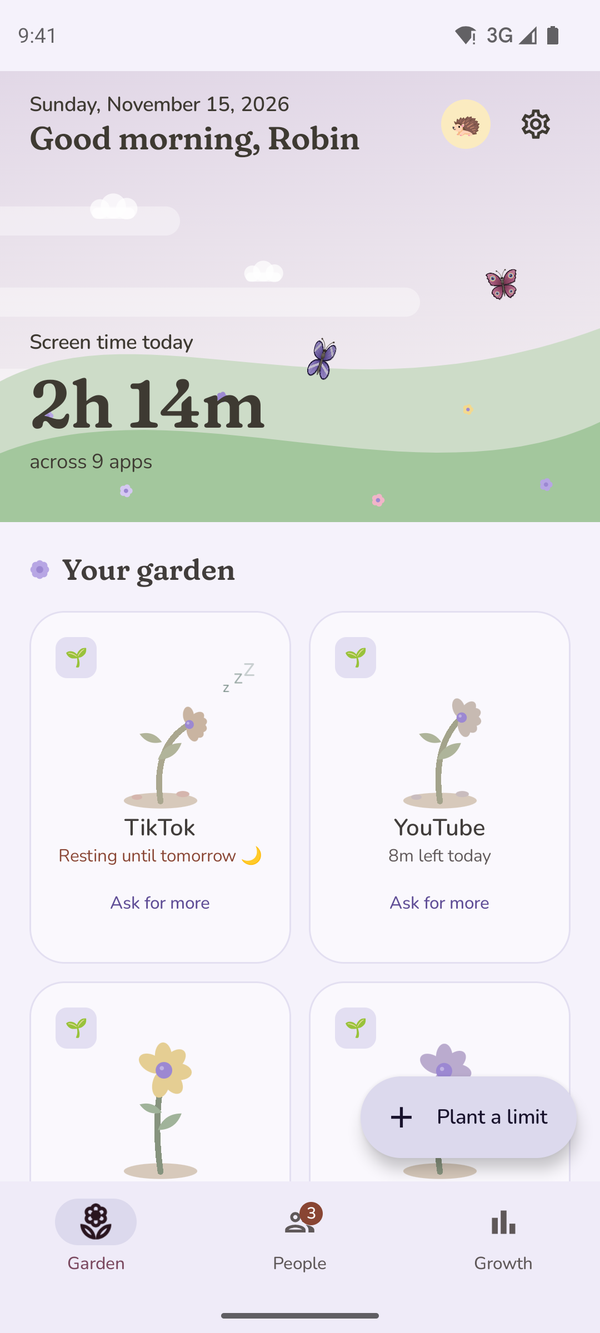 9:41
3G
Sunday, November 15, 2026
Good morning, Robin
Screen time today
2h 14m
across 9 apps
Your garden
z z z
TikTok
Resting until tomorrow 🌙
Ask for more
YouTube
8m left today
Ask for more
Plant a limit
3
Garden
People
Growth